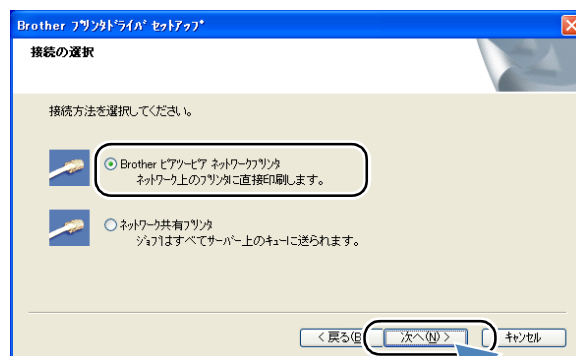 Brother ﾌﾟﾘﾝﾀﾄﾞﾗｲﾊﾞ ｾｯﾄｱｯﾌﾟ
接続の選択
接続方法を選択してください。
Brother ﾋﾟｱﾂｰﾋﾟｱ ﾈｯﾄﾜｰｸﾌﾟﾘﾝﾀ
ﾈｯﾄﾜｰｸ上のﾌﾟﾘﾝﾀに直接印刷します。
ﾈｯﾄﾜｰｸ共有ﾌﾟﾘﾝﾀ
ｼﾞｮﾌﾞはすべてサーバー上のｷｭｰに送られます。
< 戻る(B 次へ(N) > キャンセル